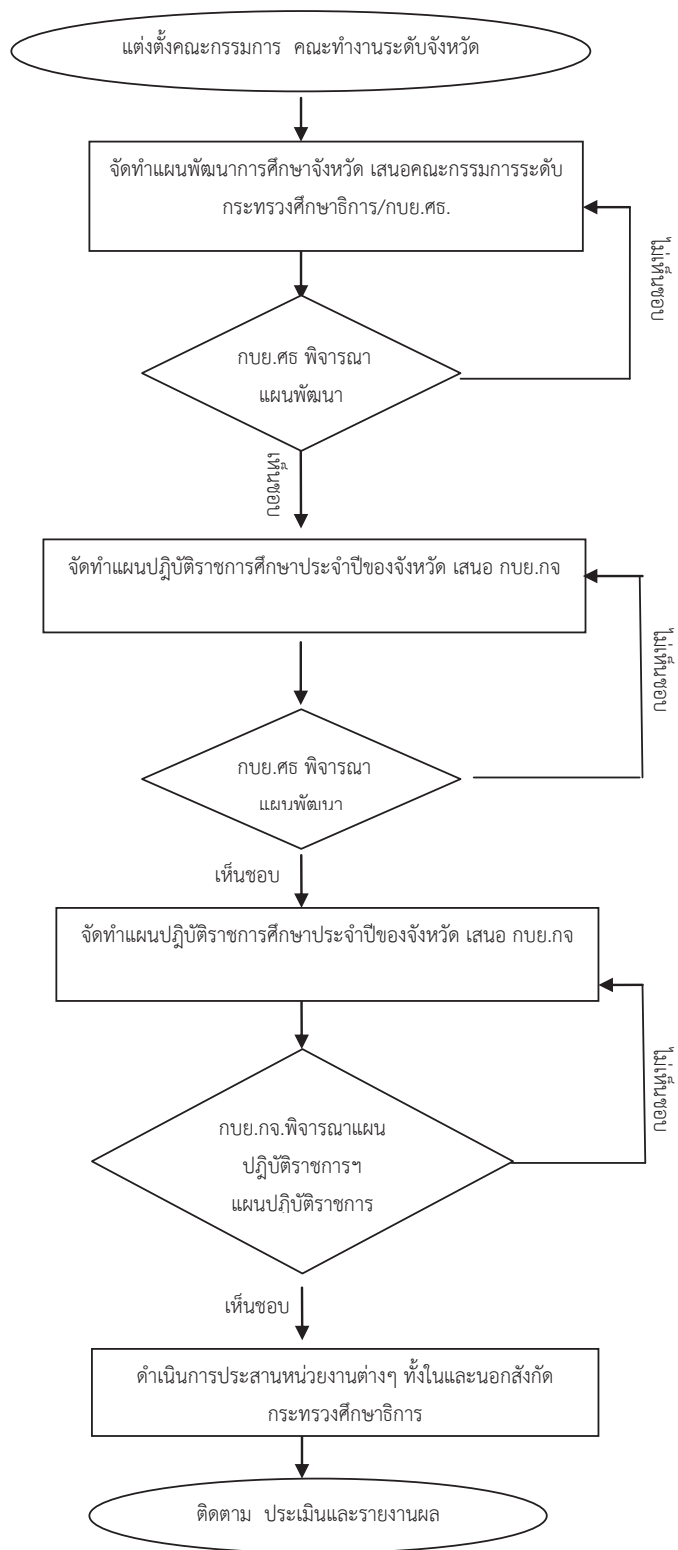 แต่งตั้งคณะกรรมการ คณะทำงานระดับจังหวัด
จัดทำแผนพัฒนาการศึกษาจังหวัด เสนอคณะกรรมการระดับ
กระทรวงศึกษาธิการ/กบย.ศธ.
ไม่เห็นชอบ
กบย.ศธ พิจารณา
แผนพัฒนา
เห็นชอบ
จัดทำแผนปฏิบัติราชการศึกษาประจำปีของจังหวัด เสนอ กบย.กจ
ไม่เห็นชอบ
กบย.ศธ พิจารณา
แผนพัฒนา
เห็นชอบ
จัดทำแผนปฏิบัติราชการศึกษาประจำปีของจังหวัด เสนอ กบย.กจ
ไม่เห็นชอบ
กบย.กจ.พิจารณาแผน
ปฏิบัติราชการฯ
แผนปฏิบัติราชการ
เห็นชอบ
ดำเนินการประสานหน่วยงานต่างๆ ทั้งในและนอกสังกัด
กระทรวงศึกษาธิการ
ติดตาม ประเมินและรายงานผล